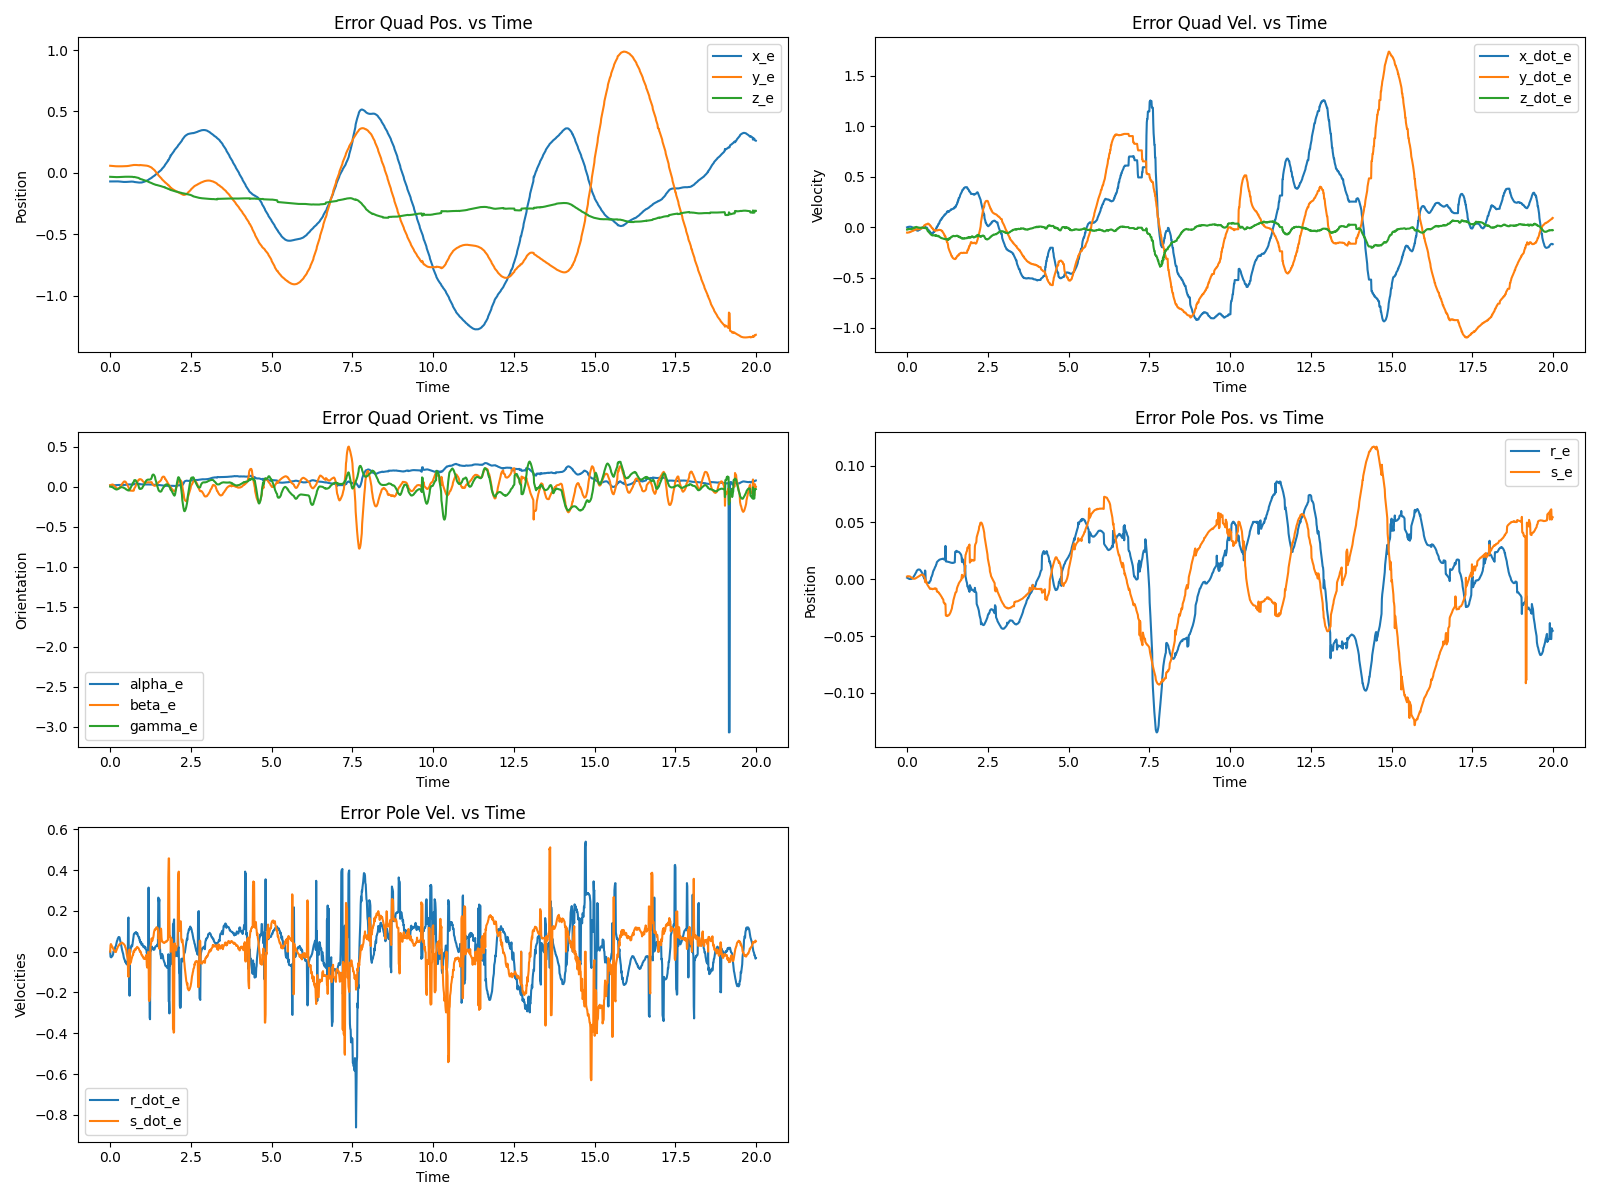 Error Quad Pos. vs Time
Position
1.0
0.5
0.0
−0.5
−1.0
x_e
y_e
z_e
0.0 2.5 5.0 7.5 10.0 12.5 15.0 17.5 20.0
Time
Error Quad Vel. vs Time
Velocity
1.5
1.0
0.5
0.0
−0.5
−1.0
x_dot_e
y_dot_e
z_dot_e
0.0 2.5 5.0 7.5 10.0 12.5 15.0 17.5 20.0
Time
Error Quad Orient. vs Time
Orientation
0.5
0.0
−0.5
−1.0
−1.5
−2.0
−2.5
−3.0
alpha_e
beta_e
gamma_e
0.0 2.5 5.0 7.5 10.0 12.5 15.0 17.5 20.0
Time
Error Pole Pos. vs Time
Position
0.10
0.05
0.00
−0.05
−0.10
r_e
s_e
0.0 2.5 5.0 7.5 10.0 12.5 15.0 17.5 20.0
Time
Error Pole Vel. vs Time
Velocities
0.6
0.4
0.2
0.0
−0.2
−0.4
−0.6
−0.8
r_dot_e
s_dot_e
0.0 2.5 5.0 7.5 10.0 12.5 15.0 17.5 20.0
Time